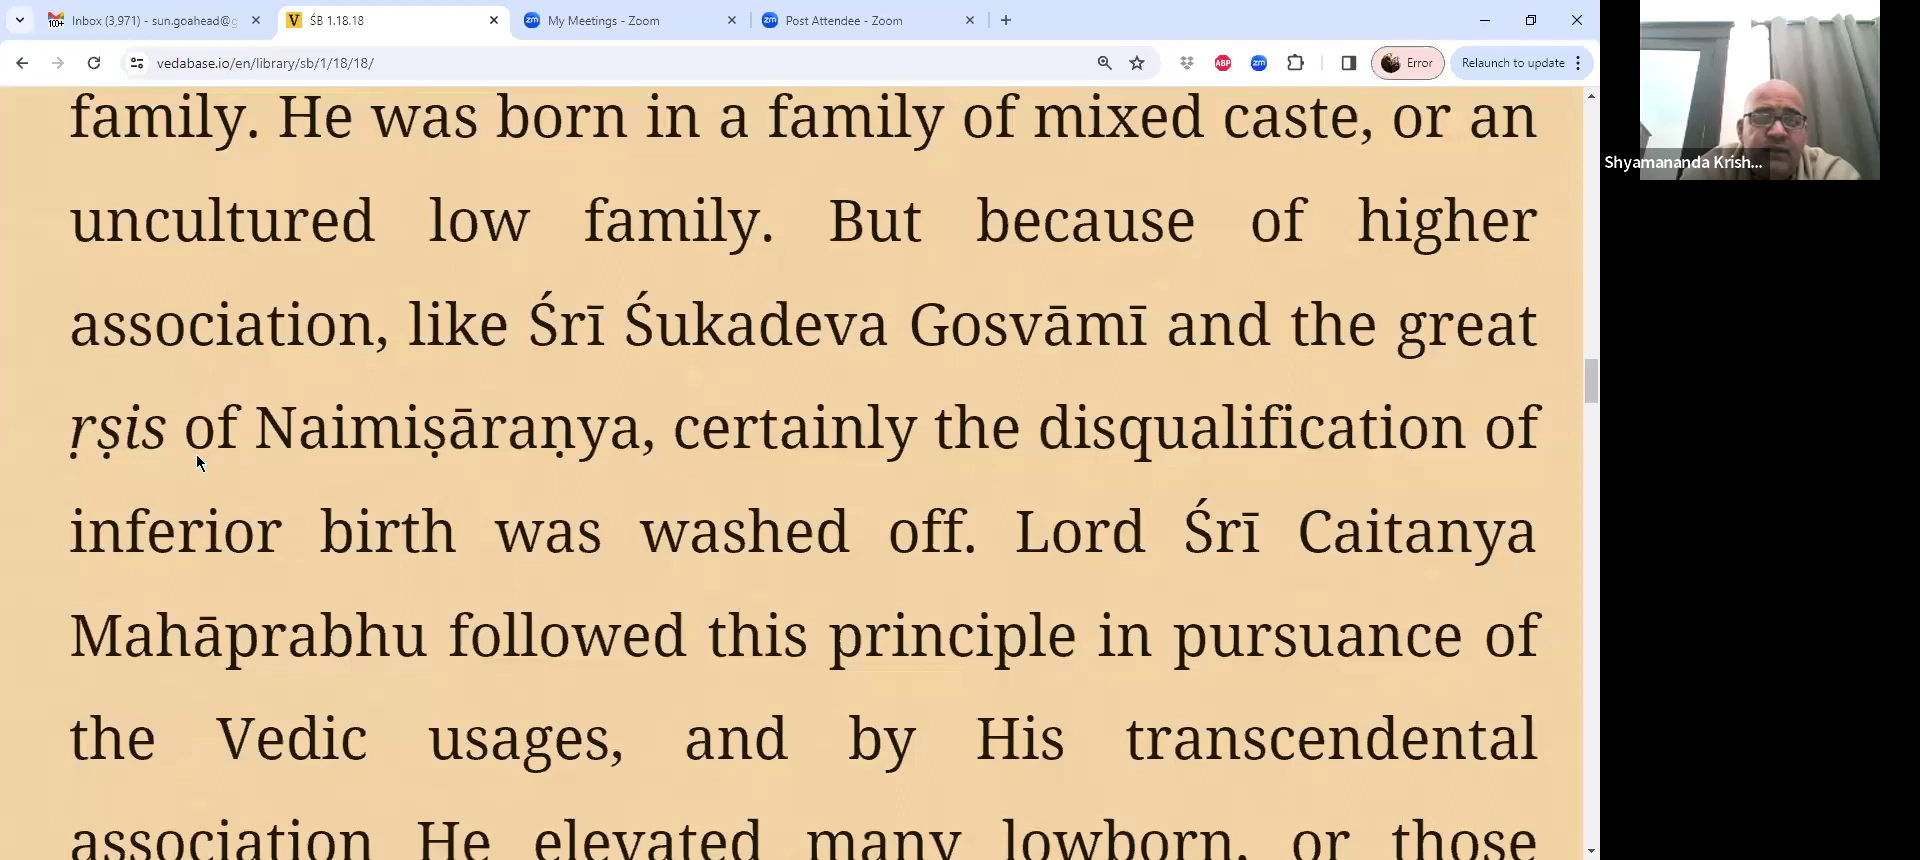 Inbox (3,971) - sun.goahead@g
ŚB 1.18.18
My Meetings - Zoom
Post Attendee - Zoom
vedabase.io/en/library/sb/1/18/18/
ABP
zm
Error
Relaunch to update
family. He was born in a family of mixed caste, or an
uncultured low family. But because of higher
association, like Śrī Śukadeva Gosvāmī and the great
ṛṣis of Naimiṣāraṇya, certainly the disqualification of
inferior birth was washed off. Lord Śrī Caitanya
Mahāprabhu followed this principle in pursuance of
the Vedic usages, and by His transcendental
association He elevated many lowborn, or those
Shyamananda Krish...